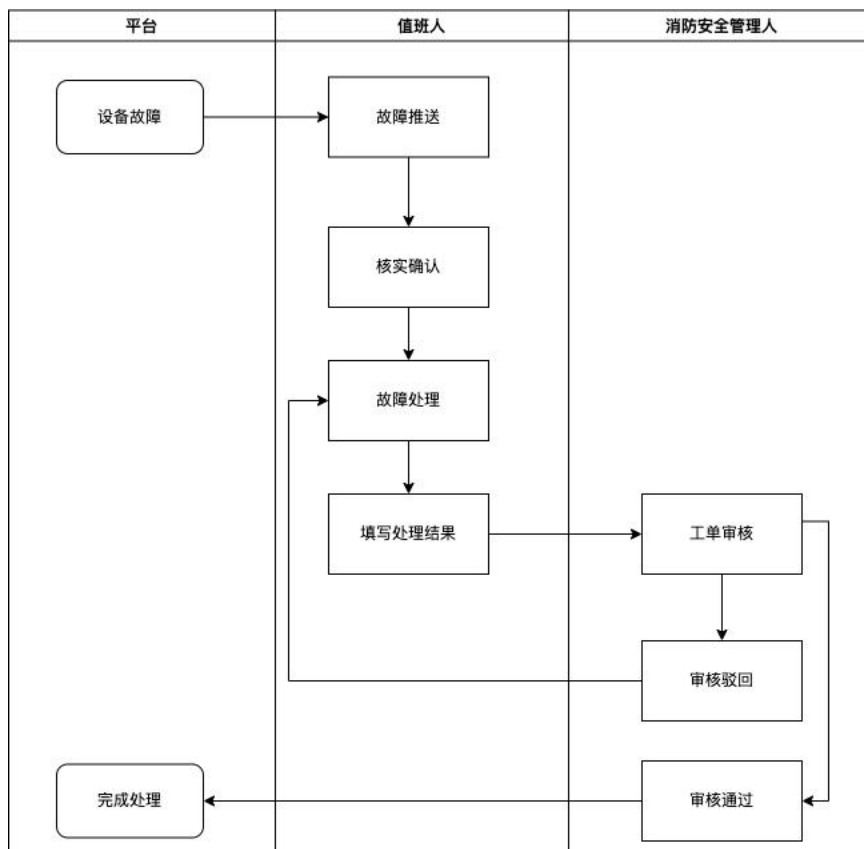 平台
值班人
消防安全管理人
设备故障
故障推送
核实确认
故障处理
填写处理结果
工单审核
审核驳回
完成处理
审核通过